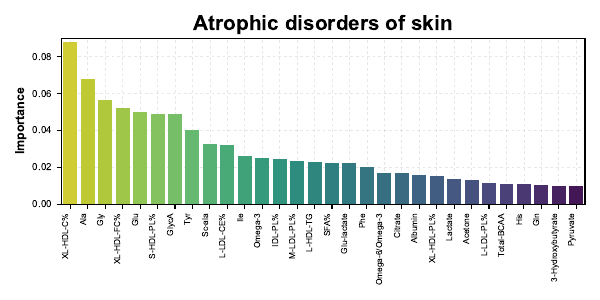 Atrophic disorders of skin
Importance
0.08
0.06
0.04
0.02
0.00
XL-HDL-C%
Ala
Gly
XL-HDL-FC%
Glu
S-HDL-PL%
GlycA
Tyr
Sc-ela
L-LDL-CE%
Ile
Omega-3
IDL-PL%
M-LDL-PL%
L-HDL-TG
SFA%
Glu-lactate
Phe
Omega-6/Omega-3
Citrate
Albumin
XL-HDL-PL%
Lactate
Acetone
L-LDL-PL%
Total-BCAA
His
Gln
3-Hydroxybutyrate
Pyruvate